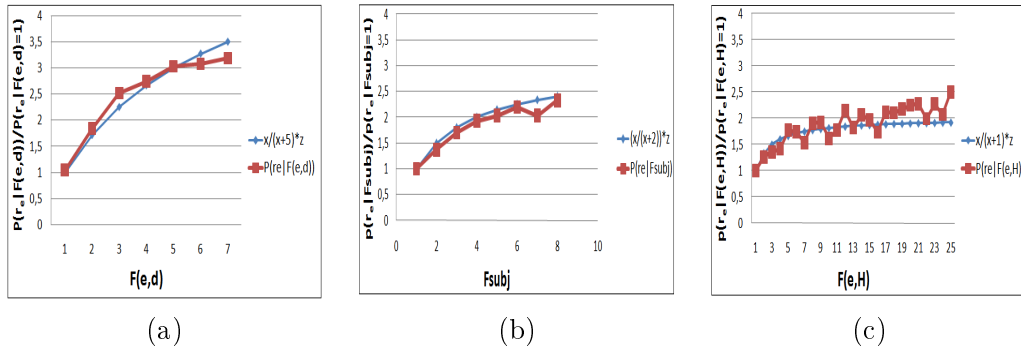 P(re|F(e,d))/P(re|F(e,d)=1)
4
3,5
3
2,5
2
1,5
1
0,5
0
1 2 3 4 5 6 7
F(e,d)
x/(x+5)*z
P(re|F(e,d))
p(re|Fsubj)/p(re|Fsubj=1)
4
3,5
3
2,5
2
1,5
1
0,5
0
0 2 4 6 8 10
Fsubj
(x/(x+2))*z
P(re|Fsubj)
p(re|F(e,H))/P(re|F(e,H)=1)
4
3,5
3
2,5
2
1,5
1
0,5
0
1 3 5 7 9 11 13 15 17 19 21 23 25
F(e,H)
x/(x+1)*z
P(re|F(e,H)
(a) (b) (c)